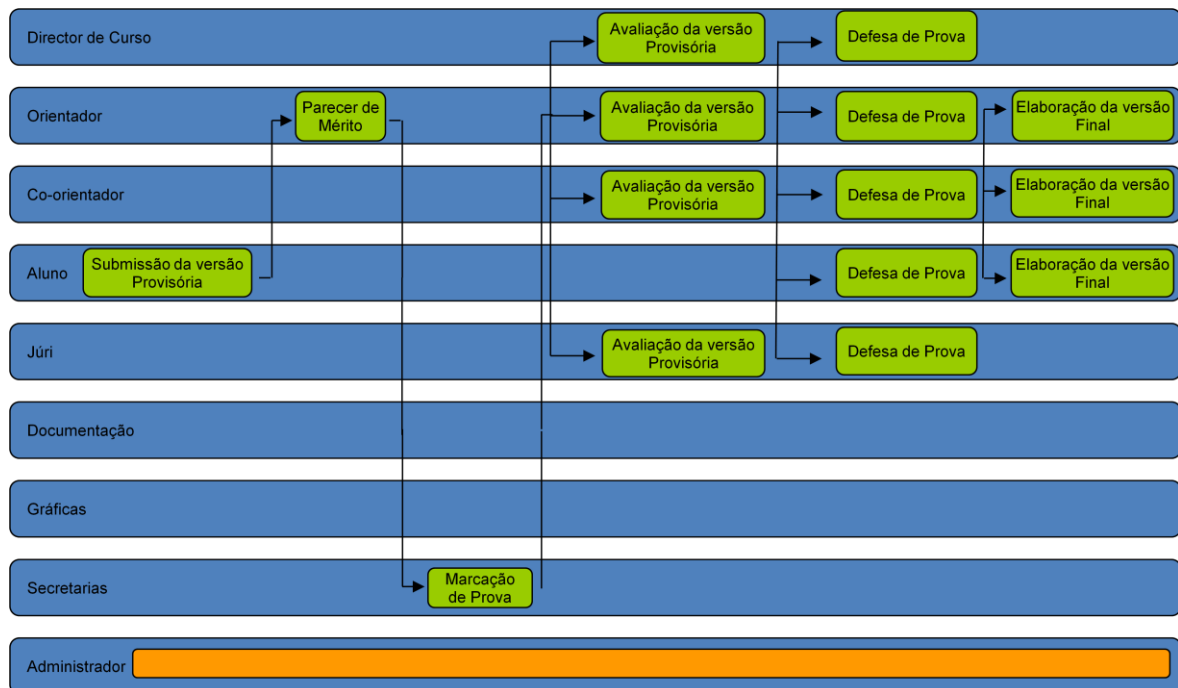 Director de Curso
Avaliação da versão
Provisória
Defesa de Prova
Orientador
Parecer de
Mérito
Avaliação da versão
Provisória
Defesa de Prova
Elaboração da versão
Final
Co-orientador
Avaliação da versão
Provisória
Defesa de Prova
Elaboração da versão
Final
Aluno
Submissão da versão
Provisória
Defesa de Prova
Elaboração da versão
Final
Júri
Avaliação da versão
Provisória
Defesa de Prova
Documentação
Gráficas
Secretarias
Marcação
de Prova
Administrador